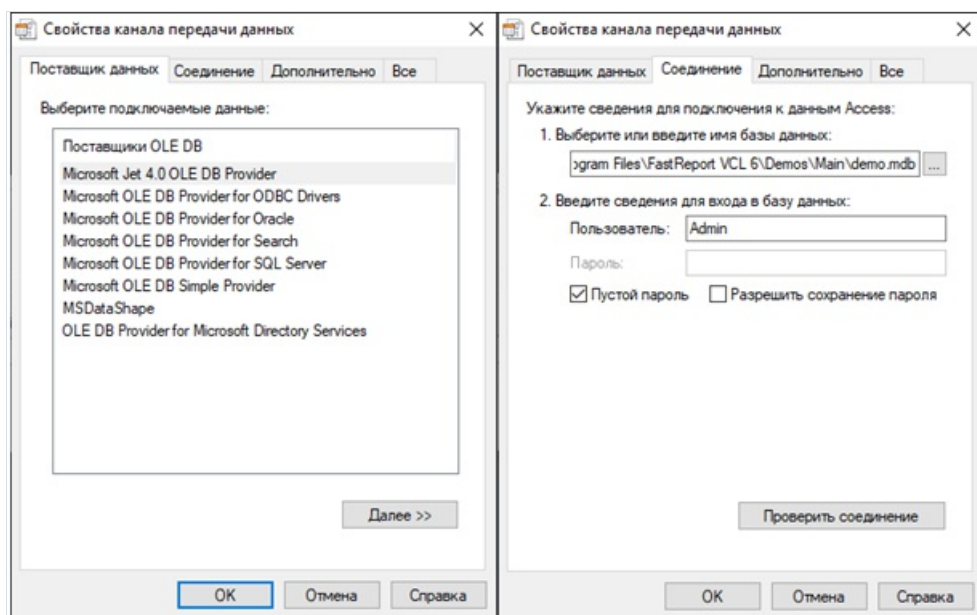 Свойства канала передачи данных
Поставщик данных Соединение Дополнительно Все
Выберите подключаемые данные:
Поставщики OLE DB
Microsoft Jet 4.0 OLE DB Provider
Microsoft OLE DB Provider for ODBC Drivers
Microsoft OLE DB Provider for Oracle
Microsoft OLE DB Provider for Search
Microsoft OLE DB Provider for SQL Server
Microsoft OLE DB Simple Provider
MSDataShape
OLE DB Provider for Microsoft Directory Services
Далее >>
OK Отмена Справка
Свойства канала передачи данных
Поставщик данных Соединение Дополнительно Все
Укажите сведения для подключения к данным Access:
1. Выберите или введите имя базы данных:
ogram Files\FastReport VCL 6\Demos\Main\demo.mdb ...
2. Введите сведения для входа в базу данных:
Пользователь: Admin
Пароль:
Пустой пароль Разрешить сохранение пароля
Проверить соединение
OK Отмена Справка